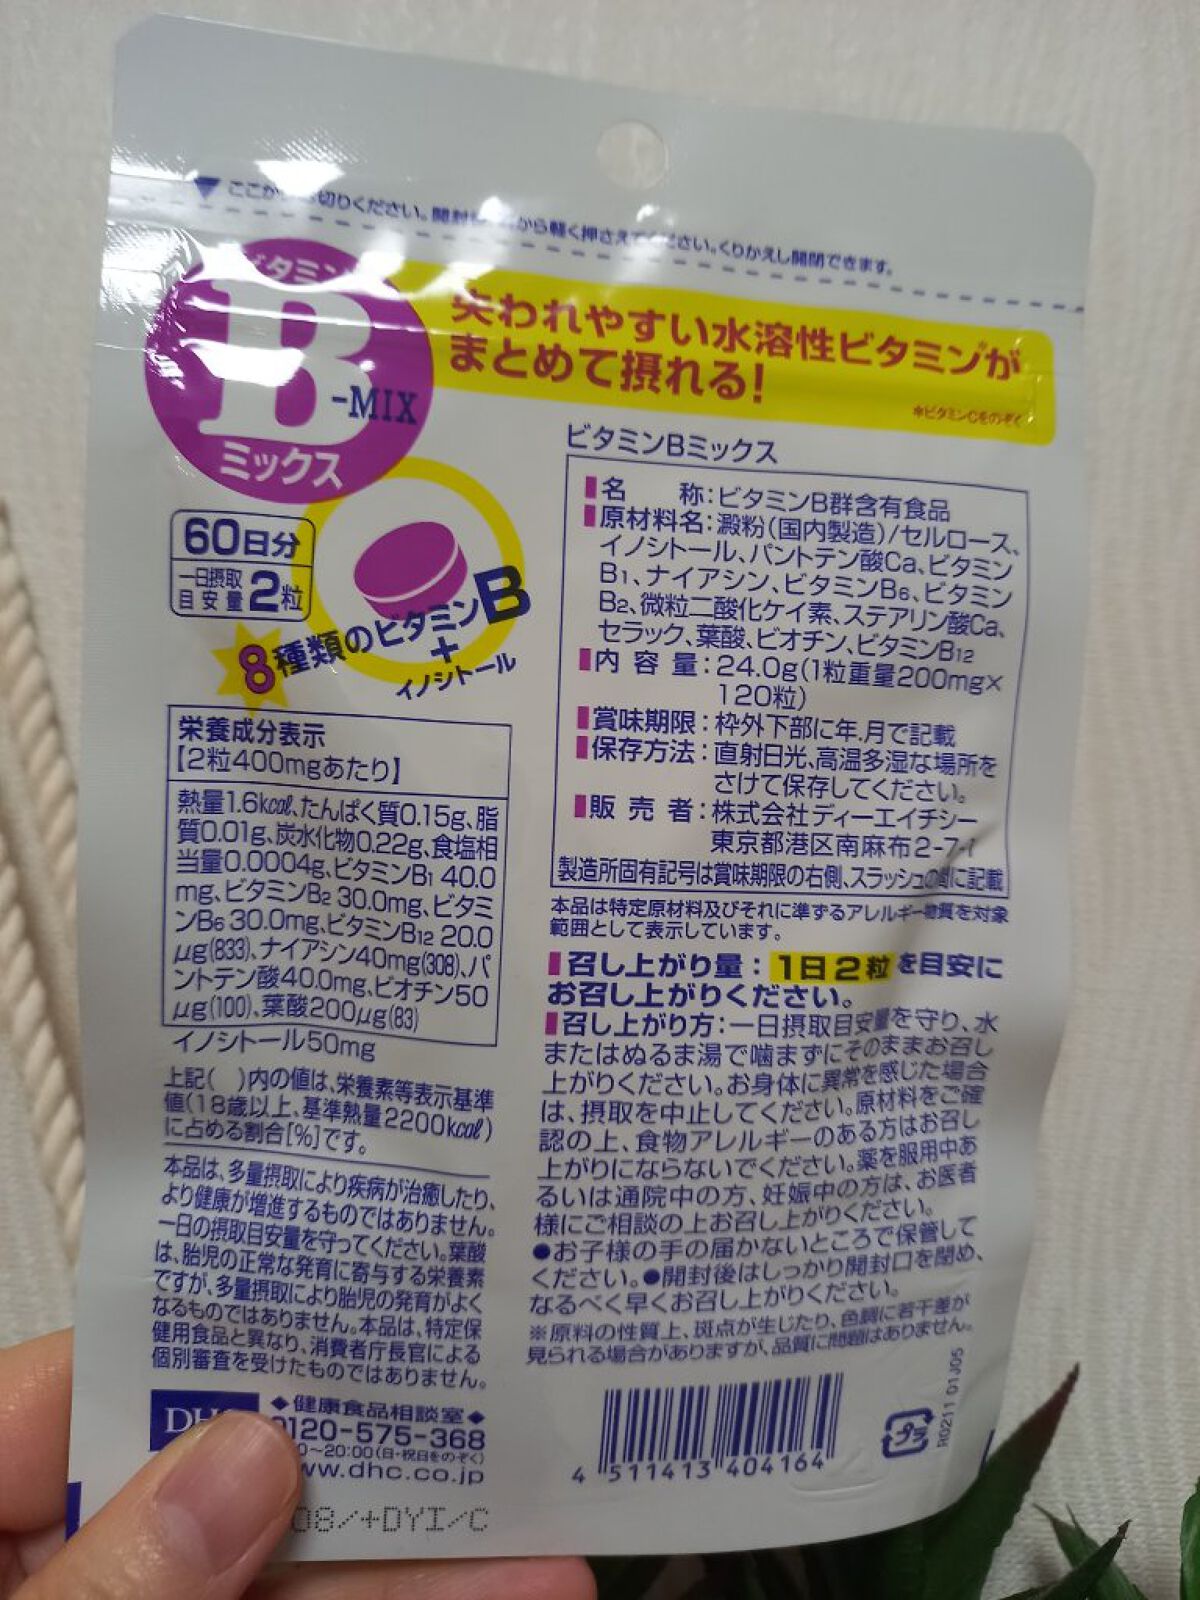 ここか 切りください。開封 から軽く押さえてください。くりかえし開閉できます。
ビタミン
B
-MIX
ミックス
失われやすい水溶性ビタミン※が
まとめて摂れる!
※ビタミンCをのぞく
60日分
一日摂取
目安量2粒
8種類のビタミンB
+
イノシトール
栄養成分表示
【2粒400mgあたり】
熱量1.6kcal、たんぱく質0.15g、脂
質0.01g、炭水化物0.22g、食塩相
当量0.0004g、ビタミンB1 40.0
mg、ビタミンB2 30.0mg、ビタミ
ンB6 30.0mg、ビタミンB12 20.0
μg(833)、ナイアシン40mg(308)、パ
ントテン酸40.0mg、ビオチン50
μg(100)、葉酸200μg(83)
イノシトール50mg
上記( )内の値は、栄養素等表示基準
値(18歳以上、基準熱量2200kcal)
に占める割合[%]です。
本品は、多量摂取により疾病が治癒したり、
より健康が増進するものではありません。
一日の摂取目安量を守ってください。葉酸
は、胎児の正常な発育に寄与する栄養素
ですが、多量摂取により胎児の発育がよく
なるものではありません。本品は、特定保
健用食品と異なり、消費者庁長官による
個別審査を受けたものではありません。
DH
◆健康食品相談室◆
0120-575-368
0~20:00(日・祝日をのぞく)
ww.dhc.co.jp
08/+DYI/C
ビタミンBミックス
名 称:ビタミンB群含有食品
原材料名:澱粉(国内製造)/セルロース、
イノシトール、パントテン酸Ca、ビタミン
B1、ナイアシン、ビタミンB6、ビタミン
B2、微粒二酸化ケイ素、ステアリン酸Ca、
セラック、葉酸、ビオチン、ビタミンB12
内容量:24.0g(1粒重量200mg×
120粒)
賞味期限:枠外下部に年.月で記載
保存方法:直射日光、高温多湿な場所を
さけて保存してください。
販売者:株式会社ディーエイチシー
東京都港区南麻布2-7-1
製造所固有記号は賞味期限の右側、スラッシュの間に記載
本品は特定原材料及びそれに準ずるアレルギー物質を対象
範囲として表示しています。
召し上がり量:1日2粒を目安に
お召し上がりください。
召し上がり方:一日摂取目安量を守り、水
またはぬるま湯で噛まずにそのままお召し
上がりください。お身体に異常を感じた場合
は、摂取を中止してください。原材料をご確
認の上、食物アレルギーのある方はお召し
上がりにならないでください。薬を服用中あ
るいは通院中の方、妊娠中の方は、お医者
様にご相談の上お召し上がりください。
●お子様の手の届かないところで保管して
ください。●開封後はしっかり開封口を閉め、
なるべく早くお召し上がりください。
※原料の性質上、斑点が生じたり、色調に若干差が
見られる場合がありますが、品質に問題はありません。
4 511413 404164
プラ
R0211 01J05